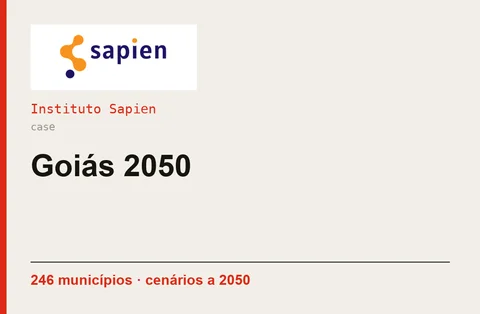 sapien
Instituto Sapien
case
Goiás 2050
246 municípios · cenários a 2050